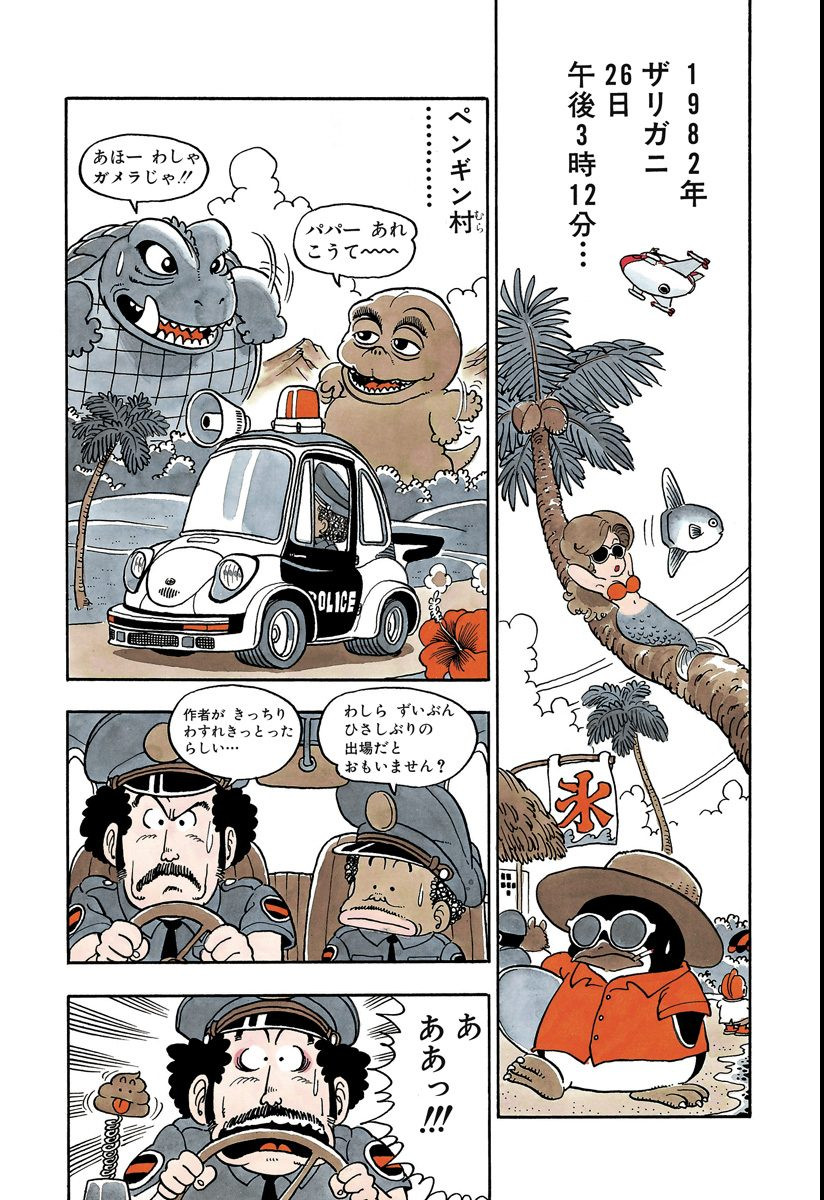 1982年
ザリガニ
26日
午後3時12分…
氷
ペンギン村
むら
…………
パパー あれ
こうて〜〜〜
あほー わしゃ
ガメラじゃ!!
POLICE
わしら ずいぶん
ひさしぶりの
出場だと
おもいません?
作者が きっちり
わすれきっとった
らしい…
あ
ああっ!!!